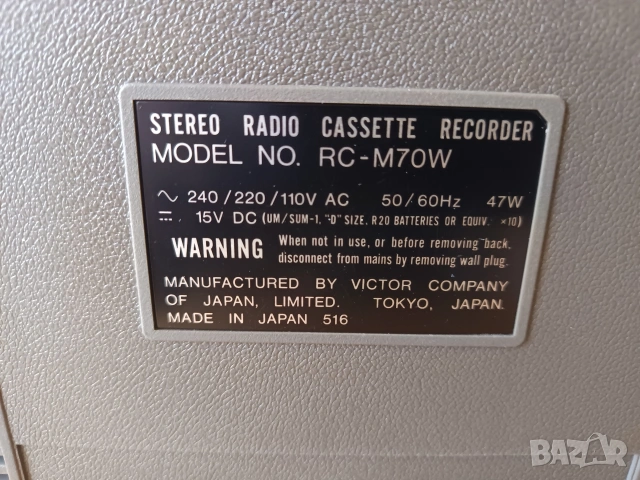 STEREO RADIO CASSETTE RECORDER
MODEL NO. RC-M70W
∼ 240/220/110V AC 50/60Hz 47W
⎓ 15V DC (UM/SUM-1, "D" SIZE, R20 BATTERIES OR EQUIV. ×10)
WARNING When not in use, or before removing back,
disconnect from mains by removing wall plug.
MANUFACTURED BY VICTOR COMPANY
OF JAPAN, LIMITED. TOKYO, JAPAN.
MADE IN JAPAN 516
BAZAR